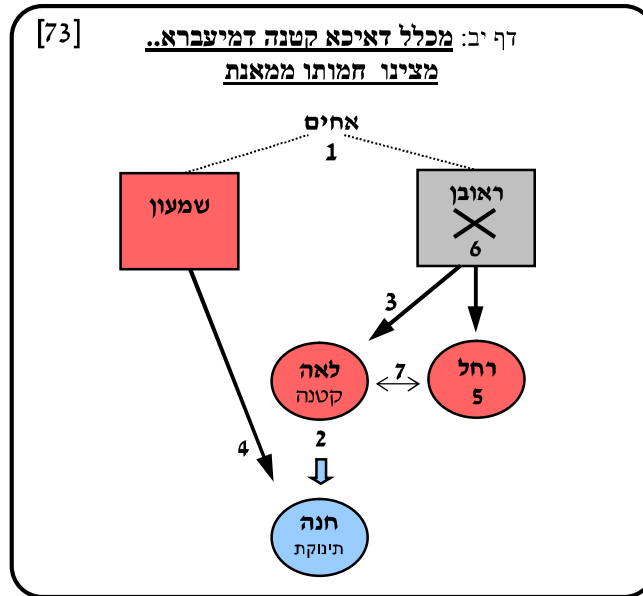 [73]
דף יב: מכלל דאיכא קטנה דמיעברא..
מצינו חמותו ממאנת
אחים
1
שמעון
ראובן
6
3
לאה
קטנה
7
רחל
5
2
4
חנה
תינוקת